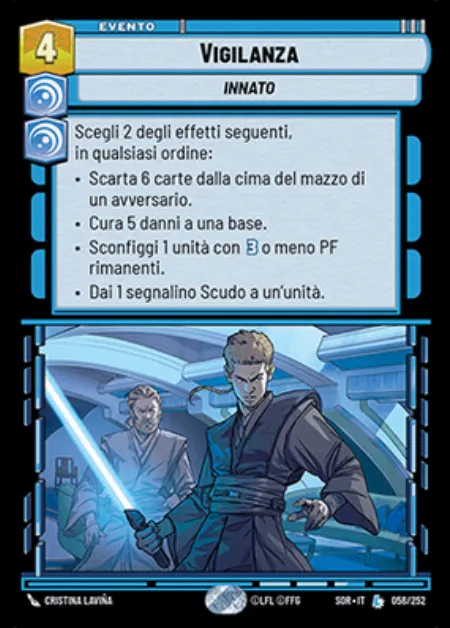 EVENTO
4
VIGILANZA
INNATO
Scegli 2 degli effetti seguenti,
in qualsiasi ordine:
• Scarta 6 carte dalla cima del mazzo di
un avversario.
• Cura 5 danni a una base.
• Sconfiggi 1 unità con 3 o meno PF
rimanenti.
• Dai 1 segnalino Scudo a un'unità.
CRISTINA LAVIÑA
©LFL ©FFG
SOR•IT
L
058/252